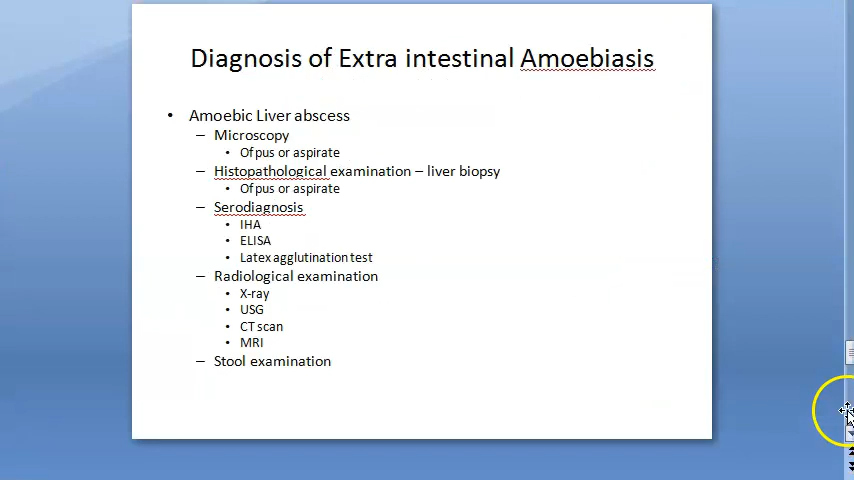 Diagnosis of Extra intestinal Amoebiasis
• Amoebic Liver abscess
– Microscopy
• Of pus or aspirate
– Histopathological examination – liver biopsy
• Of pus or aspirate
– Serodiagnosis
• IHA
• ELISA
• Latex agglutination test
– Radiological examination
• X-ray
• USG
• CT scan
• MRI
– Stool examination